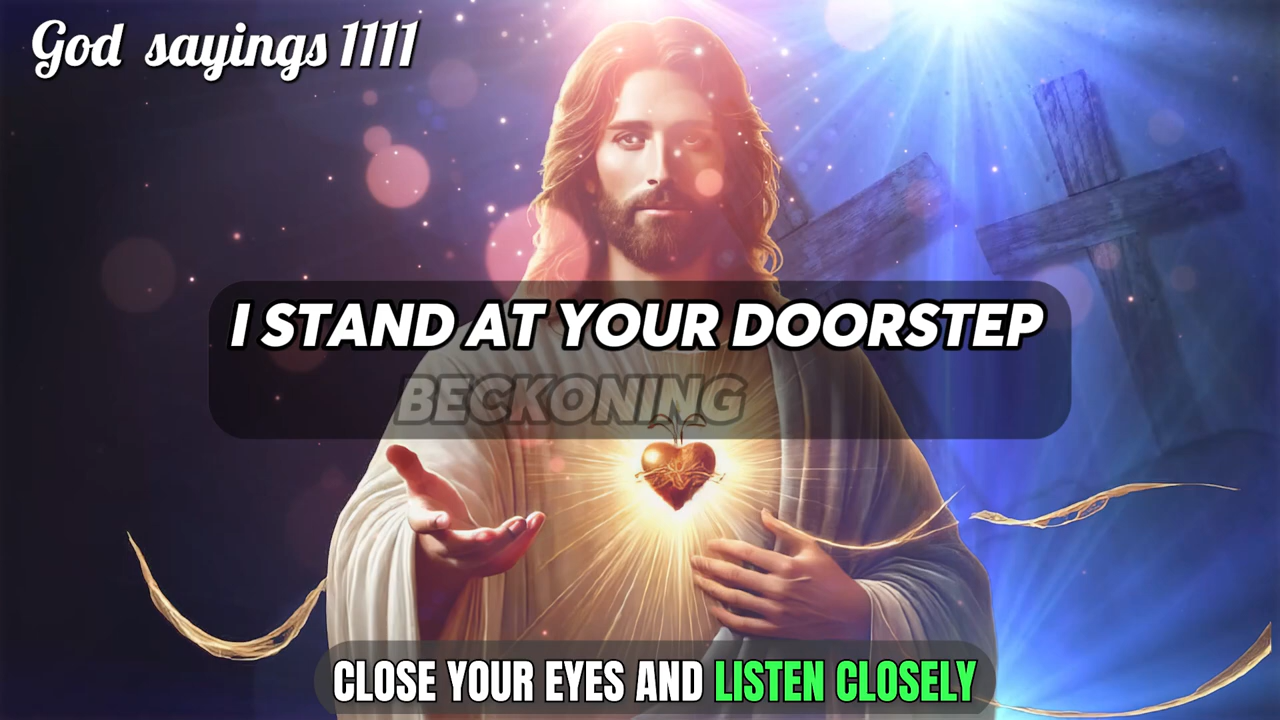 God sayings 1111
I STAND AT YOUR DOORSTEP
BECKONING
CLOSE YOUR EYES AND LISTEN CLOSELY